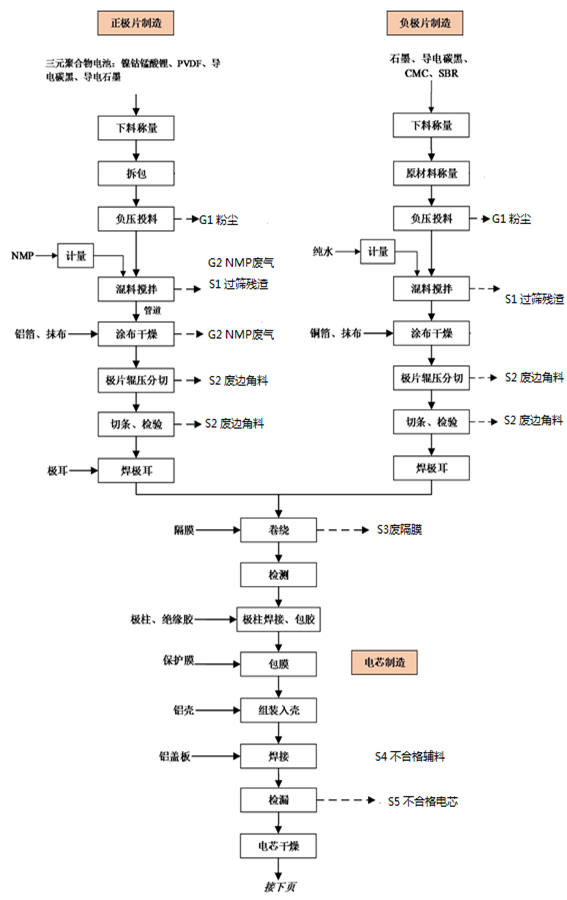 正极片制造
负极片制造
三元聚合物电池：镍钴锰酸锂、PVDF、导
电碳黑、导电石墨
石墨、导电碳黑、
CMC、SBR
下料称量
下料称量
拆包
原材料称量
负压投料
G1 粉尘
负压投料
G1 粉尘
NMP
计量
G2 NMP废气
纯水
计量
混料搅拌
S1 过筛残渣
混料搅拌
S1 过筛残渣
管道
铝箔、抹布
涂布干燥
G2 NMP废气
铜箔、抹布
涂布干燥
极片辊压分切
S2 废边角料
极片辊压分切
S2 废边角料
切条、检验
S2 废边角料
切条、检验
S2 废边角料
极耳
焊极耳
焊极耳
隔膜
卷绕
S3废隔膜
检测
极柱、绝缘胶
极柱焊接、包胶
保护膜
包膜
电芯制造
铝壳
组装入壳
铝盖板
焊接
S4 不合格辅料
检漏
S5 不合格电芯
电芯干燥
接下页